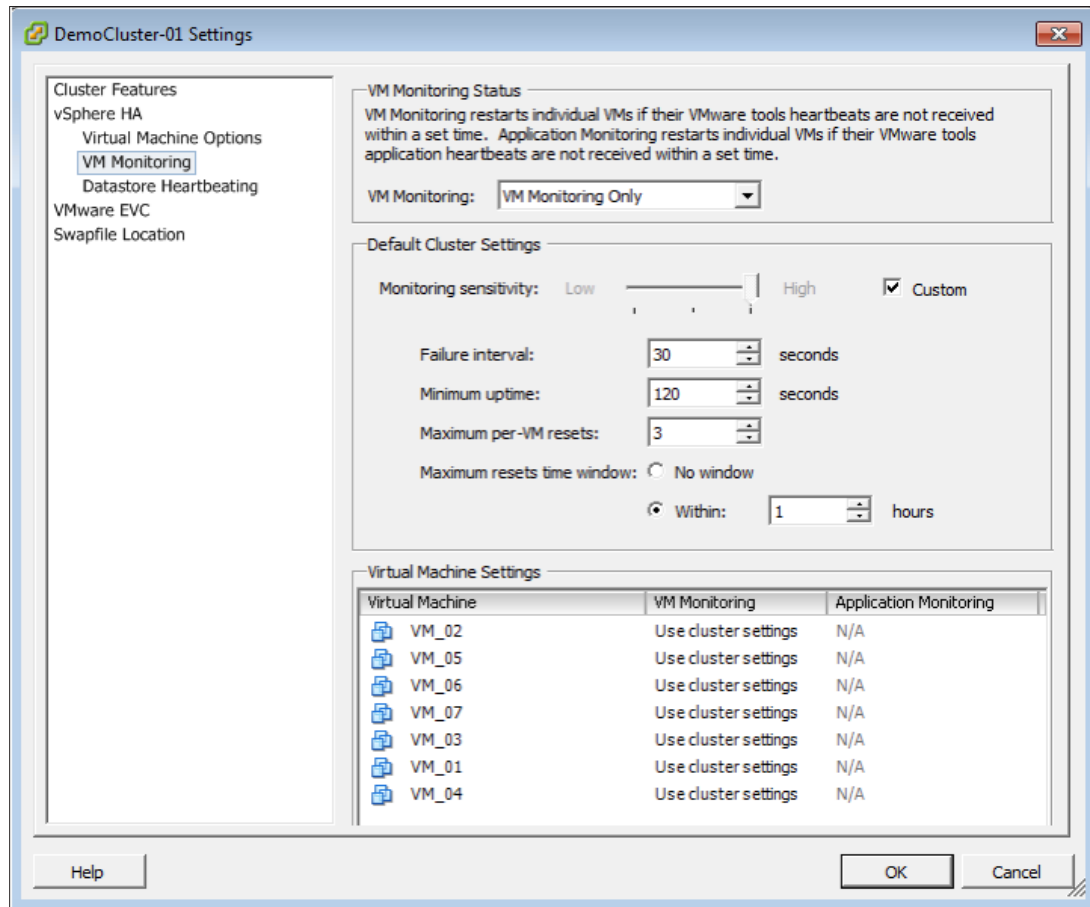 DemoCluster-01 Settings
Cluster Features
vSphere HA
Virtual Machine Options
VM Monitoring
Datastore Heartbeating
VMware EVC
Swapfile Location
VM Monitoring Status
VM Monitoring restarts individual VMs if their VMware tools heartbeats are not received
within a set time. Application Monitoring restarts individual VMs if their VMware tools
application heartbeats are not received within a set time.
VM Monitoring: VM Monitoring Only
Default Cluster Settings
Monitoring sensitivity: Low High Custom
Failure interval: 30 seconds
Minimum uptime: 120 seconds
Maximum per-VM resets: 3
Maximum resets time window: No window
Within: 1 hours
Virtual Machine Settings
Virtual Machine VM Monitoring Application Monitoring
VM_02 Use cluster settings N/A
VM_05 Use cluster settings N/A
VM_06 Use cluster settings N/A
VM_07 Use cluster settings N/A
VM_03 Use cluster settings N/A
VM_01 Use cluster settings N/A
VM_04 Use cluster settings N/A
Help OK Cancel